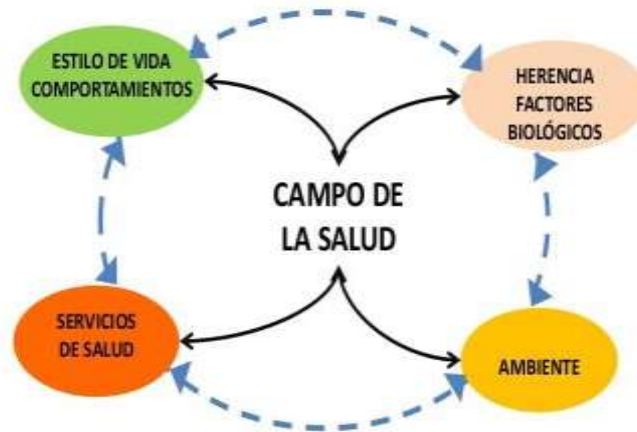 ESTILO DE VIDA
COMPORTAMIENTOS
HERENCIA
FACTORES
BIOLÓGICOS
CAMPO DE
LA SALUD
SERVICIOS
DE SALUD
AMBIENTE